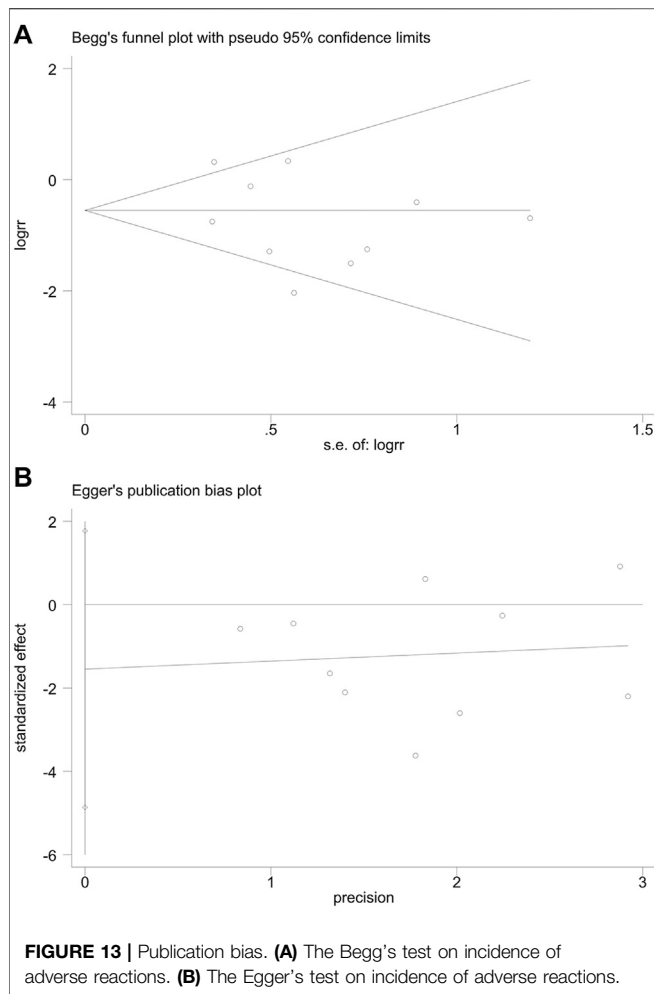 A
Begg's funnel plot with pseudo 95% confidence limits
2
0
-2
-4
logrr
0 .5 1 1.5
s.e. of: logrr
B
Egger's publication bias plot
2
0
-2
-4
-6
standardized effect
0 1 2 3
precision
FIGURE 13 | Publication bias. (A) The Begg's test on incidence of
adverse reactions. (B) The Egger's test on incidence of adverse reactions.